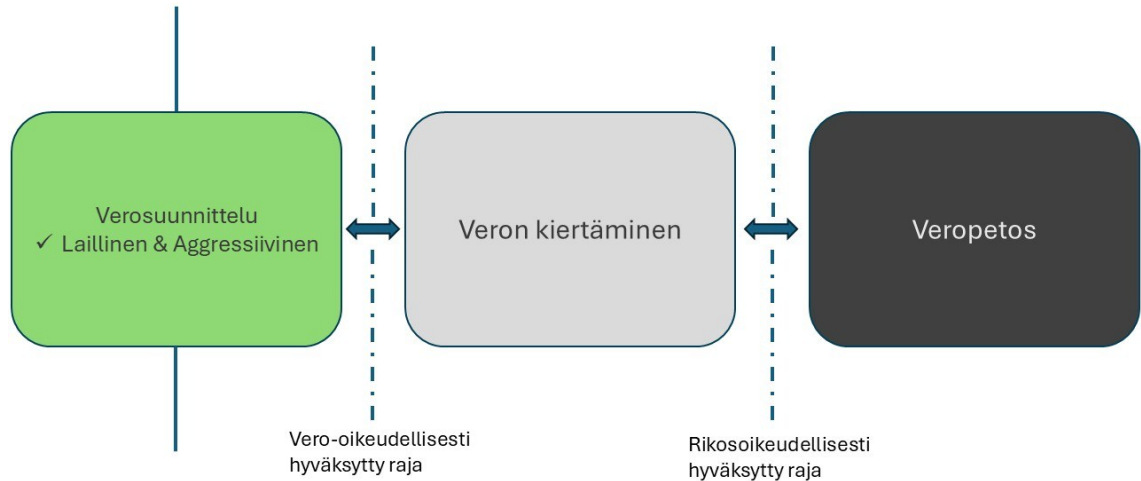 Verosuunnittelu
✓ Laillinen & Aggressiivinen
Veron kiertäminen
Veropetos
Vero-oikeudellisesti
hyväksytty raja
Rikosoikeudellisesti
hyväksytty raja